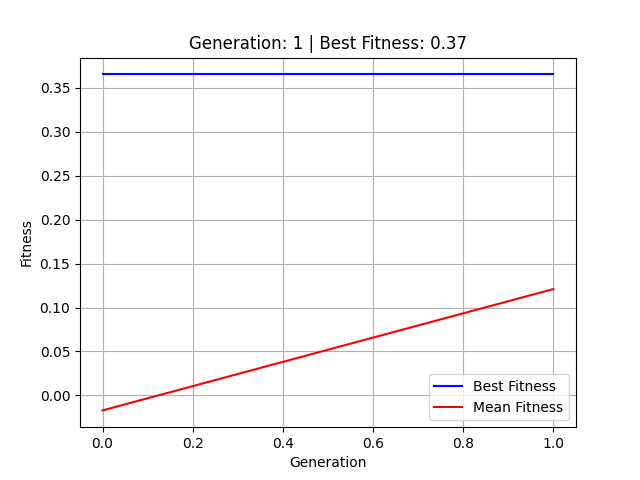 Generation: 1 | Best Fitness: 0.37
0.35
0.30
0.25
0.20
0.15
0.10
0.05
0.00
Fitness
Best Fitness
Mean Fitness
0.0 0.2 0.4 0.6 0.8 1.0
Generation